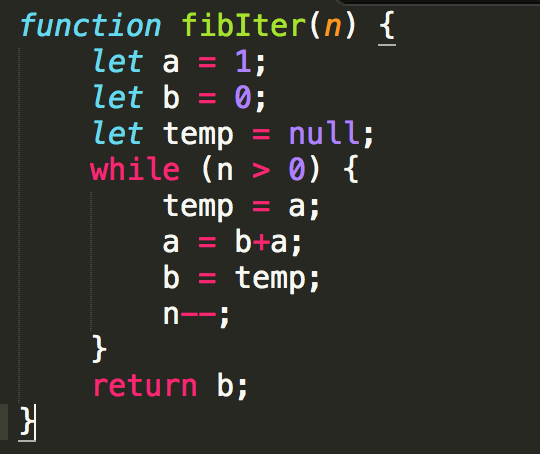 function fibIter(n) {
    let a = 1;
    let b = 0;
    let temp = null;
    while (n > 0) {
        temp = a;
        a = b+a;
        b = temp;
        n--;
    }
    return b;
}